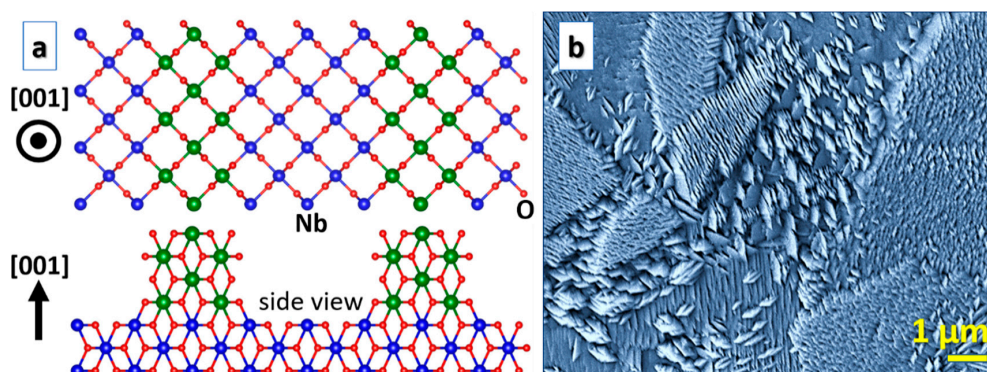 a
[001]
Nb
O
[001]
side view
b
1 μm